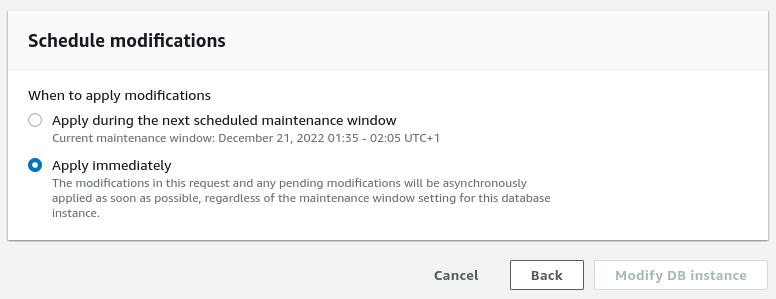 Schedule modifications
When to apply modifications
Apply during the next scheduled maintenance window
Current maintenance window: December 21, 2022 01:35 - 02:05 UTC+1
Apply immediately
The modifications in this request and any pending modifications will be asynchronously
applied as soon as possible, regardless of the maintenance window setting for this database
instance.
Cancel Back Modify DB instance